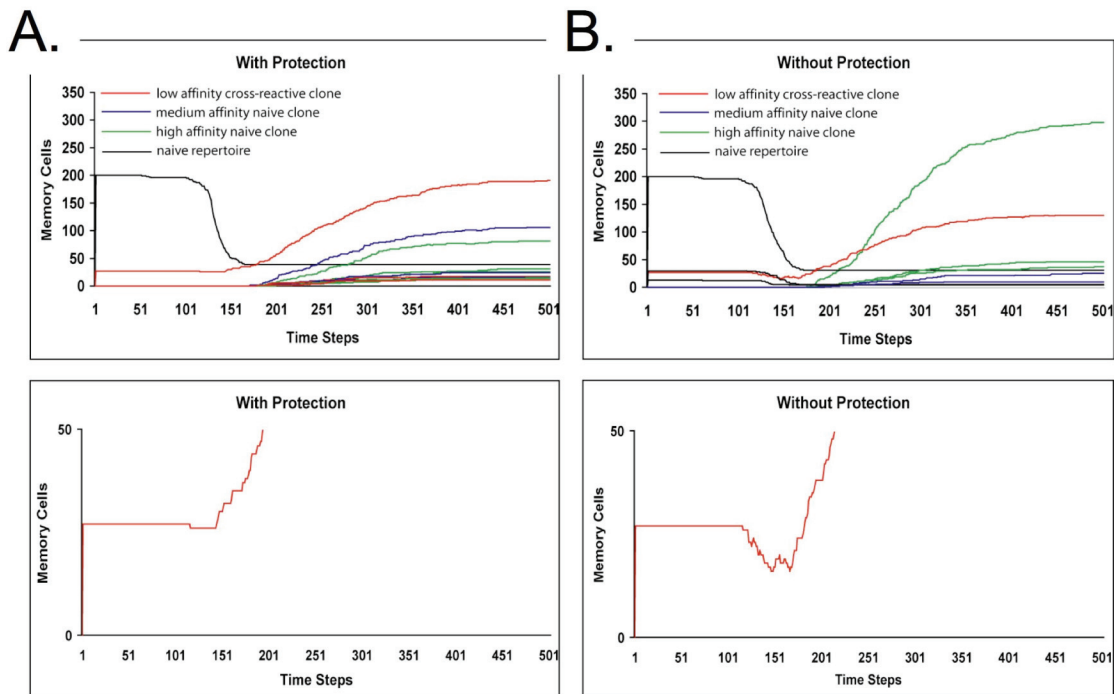 A.
With Protection
low affinity cross-reactive clone
medium affinity naive clone
high affinity naive clone
naive repertoire
Memory Cells
350
300
250
200
150
100
50
0
1 51 101 151 201 251 301 351 401 451 501
Time Steps
B.
Without Protection
low affinity cross-reactive clone
medium affinity naive clone
high affinity naive clone
naive repertoire
Memory Cells
350
300
250
200
150
100
50
0
1 51 101 151 201 251 301 351 401 451 501
Time Steps
With Protection
Memory Cells
50
0
1 51 101 151 201 251 301 351 401 451 501
Time Steps
Without Protection
Memory Cells
50
0
1 51 101 151 201 251 301 351 401 451 501
Time Steps